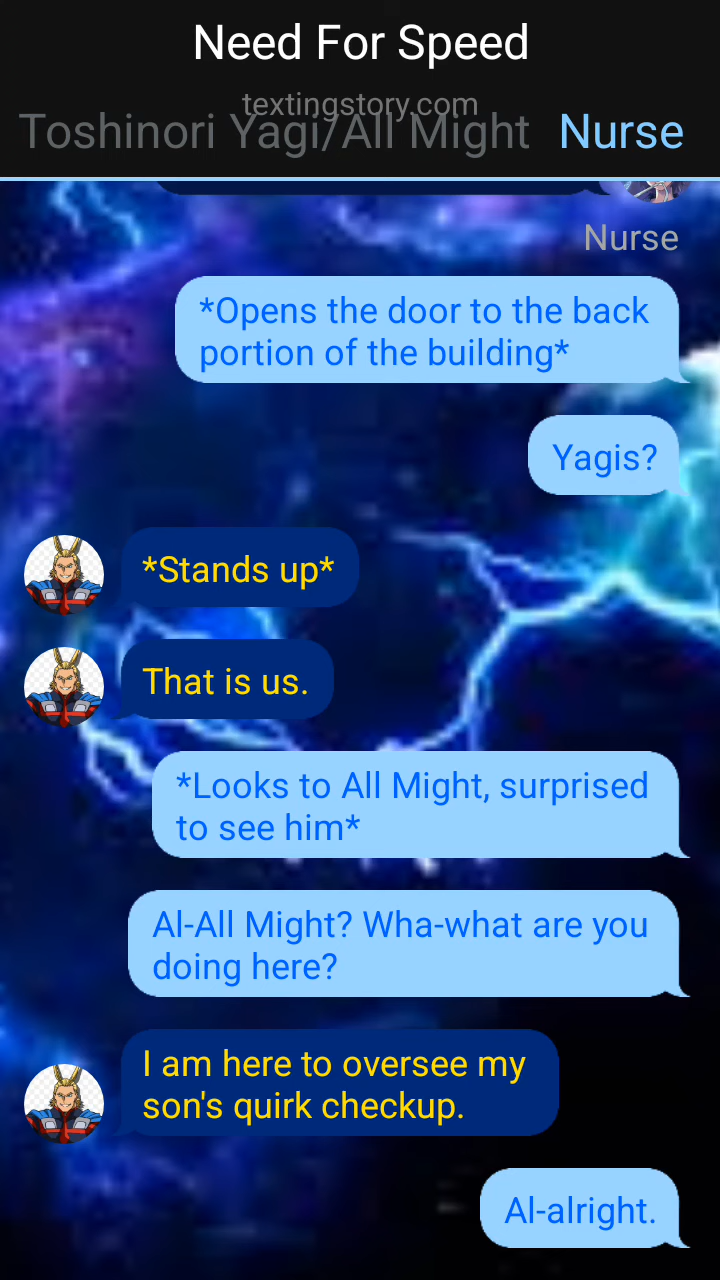 Need For Speed
textingstory.com
Toshinori Yagi/All Might Nurse
Nurse
*Opens the door to the back
portion of the building*
Yagis?
*Stands up*
That is us.
*Looks to All Might, surprised
to see him*
Al-All Might? Wha-what are you
doing here?
I am here to oversee my
son's quirk checkup.
Al-alright.